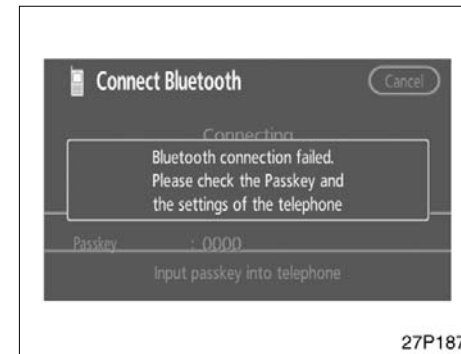 Connect Bluetooth
Cancel
Connecting
Bluetooth connection failed.
Please check the Passkey and
the settings of the telephone
Passkey : 0000
Input passkey into telephone
27P187